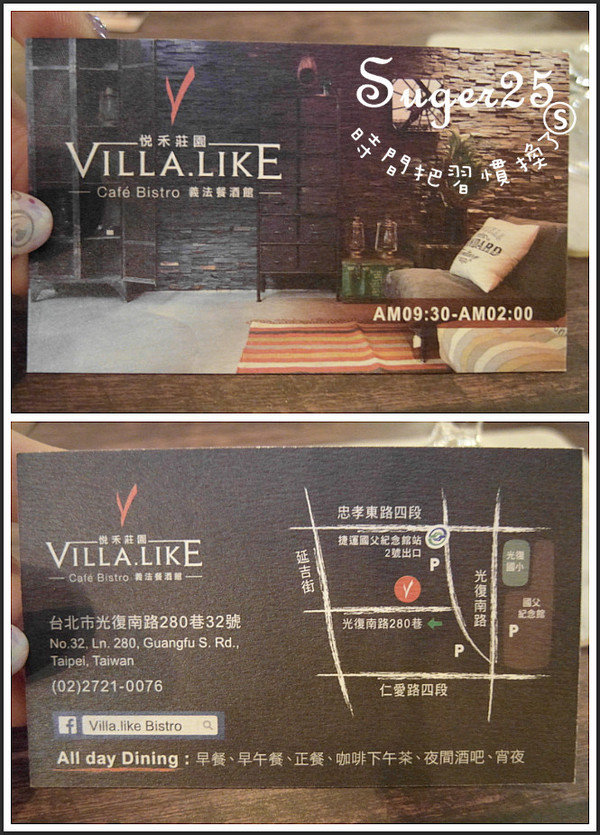 Suger25
Ⓢ
時間把習慣換了
悅禾莊園
VILLA.LIKE
Café Bistro 義法餐酒館
AM09:30-AM02:00
悅禾莊園
VILLA.LIKE
Café Bistro 義法餐酒館
台北市光復南路280巷32號
No.32, Ln. 280, Guangfu S. Rd.,
Taipei, Taiwan
(02)2721-0076
Villa.like Bistro
All day Dining : 早餐、早午餐、正餐、咖啡下午茶、夜間酒吧、宵夜
忠孝東路四段
捷運國父紀念館站
2號出口
P
延吉街
光復南路
光復
國小
國父
紀念館
P
光復南路280巷
P
仁愛路四段